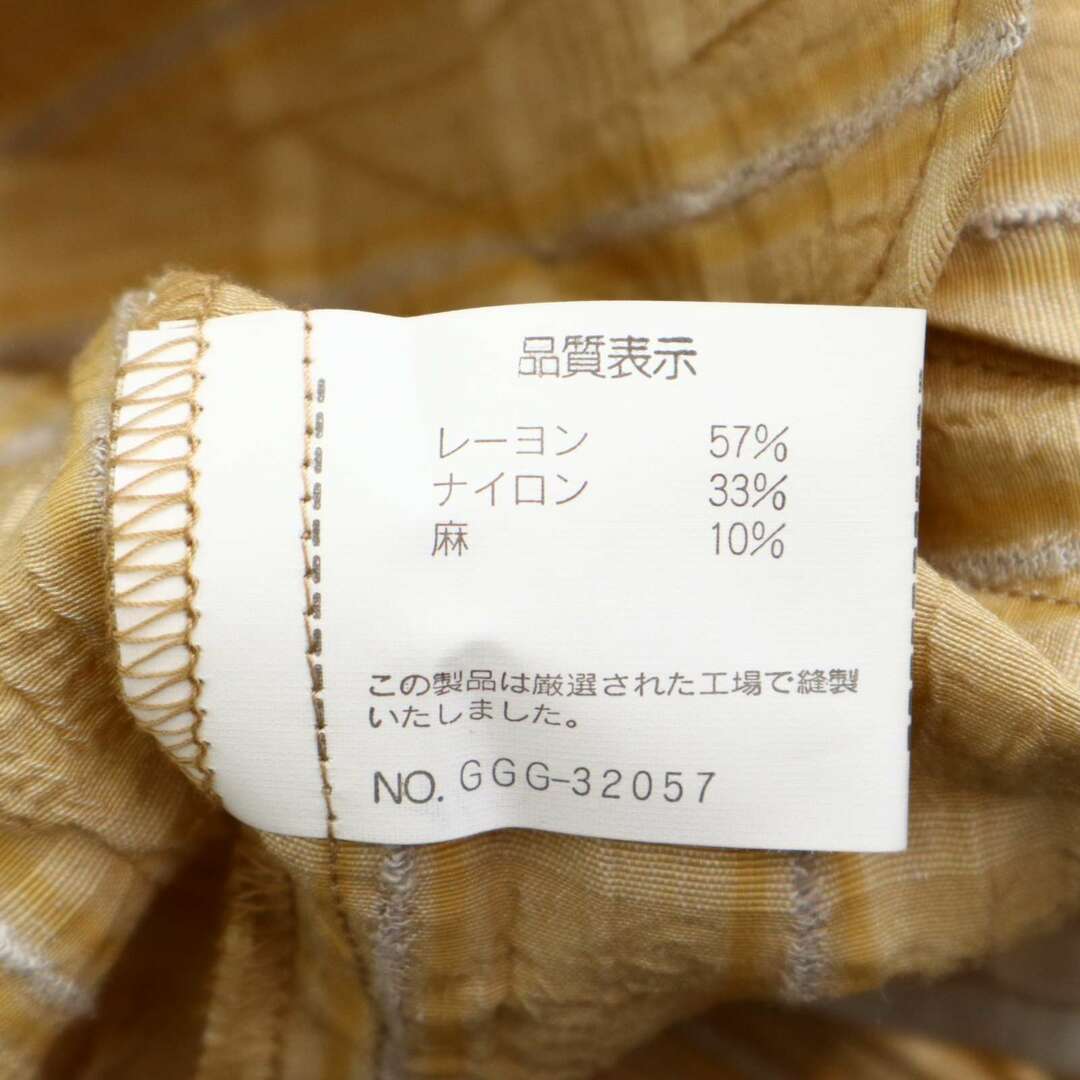 品質表示
レーヨン 57%
ナイロン 33%
麻 10%
この製品は厳選された工場で縫製
いたしました。
NO. GGG-32057